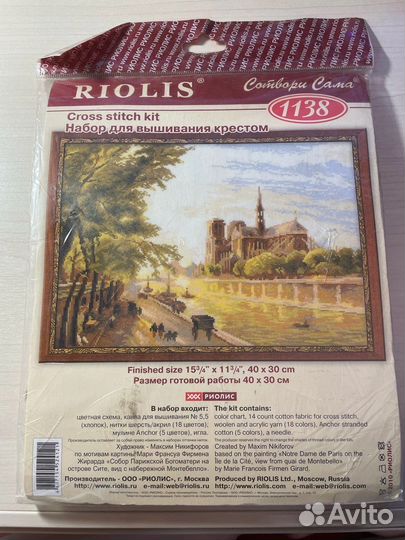 RIOLIS®
Сотвори Сама
Cross stitch kit
1138
Набор для вышивания крестом
Finished size 15¾" x 11¾", 40 x 30 cm
Размер готовой работы 40 x 30 см
РИОЛИС
В набор входит:
цветная схема, канва для вышивания № 5,5
(хлопок), нитки шерсть/акрил (18 цветов),
мулине Anchor (5 цветов), игла.
The kit contains:
color chart, 14 count cotton fabric for cross stitch,
woolen and acrylic yarn (18 colors), Anchor stranded
cotton (5 colors), a needle.
Художник - Максим Никифоров
по мотивам картины Мари Франсуа Фирмена
Жирарда «Собор Парижской Богоматери на
острове Сите, вид с набережной Монтебелло».
Created by Maxim Nikiforov
based on the painting «Notre Dame de Paris on the
Île de la Cité, view from quai de Montebello»
by Marie Francois Firmen Girard.
Производитель - ООО «РИОЛИС», г. Москва
http://www.riolis.ru e-mail:web@riolis.ru
Produced by RIOLIS Ltd., Moscow, Russia
http://www.riolis.ru e-mail:web@riolis.ru
Avito